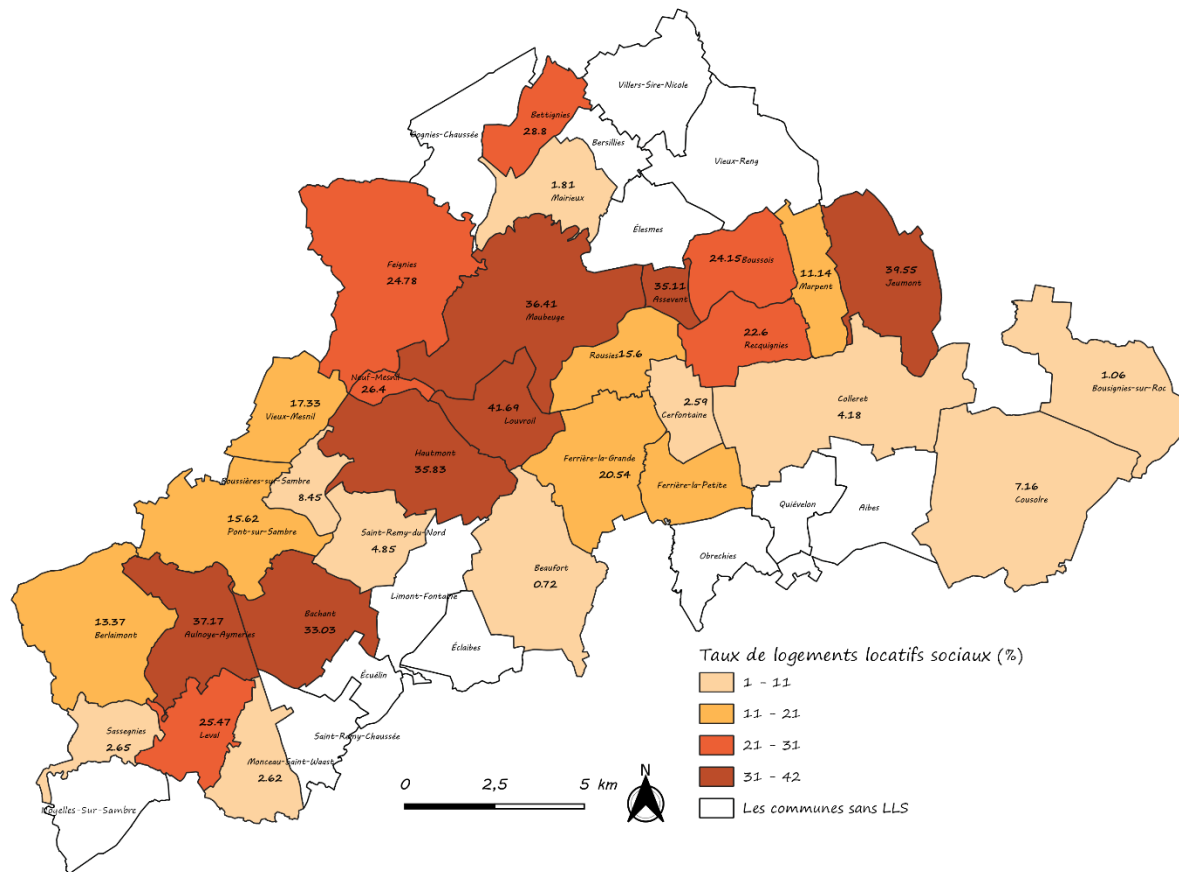 Villers-Sire-Nicole
Bettignies
28.8
Gognies-Chaussée
Bersillies
Vieux-Reng
1.81
Mairieux
Élesmes
Feignies
24.78
24.15 Boussois
11.14
Marpent
39.55
Jeumont
35.11
Assevent
36.41
Maubeuge
22.6
Recquignies
Rousies 15.6
1.06
Bousignies-sur-Roc
Neuf-Mesnil
26.4
17.33
Vieux-Mesnil
41.69
Louvroil
2.59
Cerfontaine
Colleret
4.18
Hautmont
35.83
Ferrière-la-Grande
20.54
Ferrière-la-Petite
Boussières-sur-Sambre
8.45
7.16
Cousolre
Quiévelon
Aibes
15.62
Pont-sur-Sambre
Saint-Remy-du-Nord
4.85
Obrechies
Beaufort
0.72
Limont-Fontaine
Bachant
33.03
37.17
Aulnoye-Aymeries
13.37
Berlaimont
Éclaibes
Écuélin
25.47
Leval
Sassegnies
2.65
Saint-Remy-Chaussée
Monceau-Saint-Waast
2.62
Noyelles-Sur-Sambre
0 2,5 5 km
N
Taux de logements locatifs sociaux (%)
1 - 11
11 - 21
21 - 31
31 - 42
Les communes sans LLS